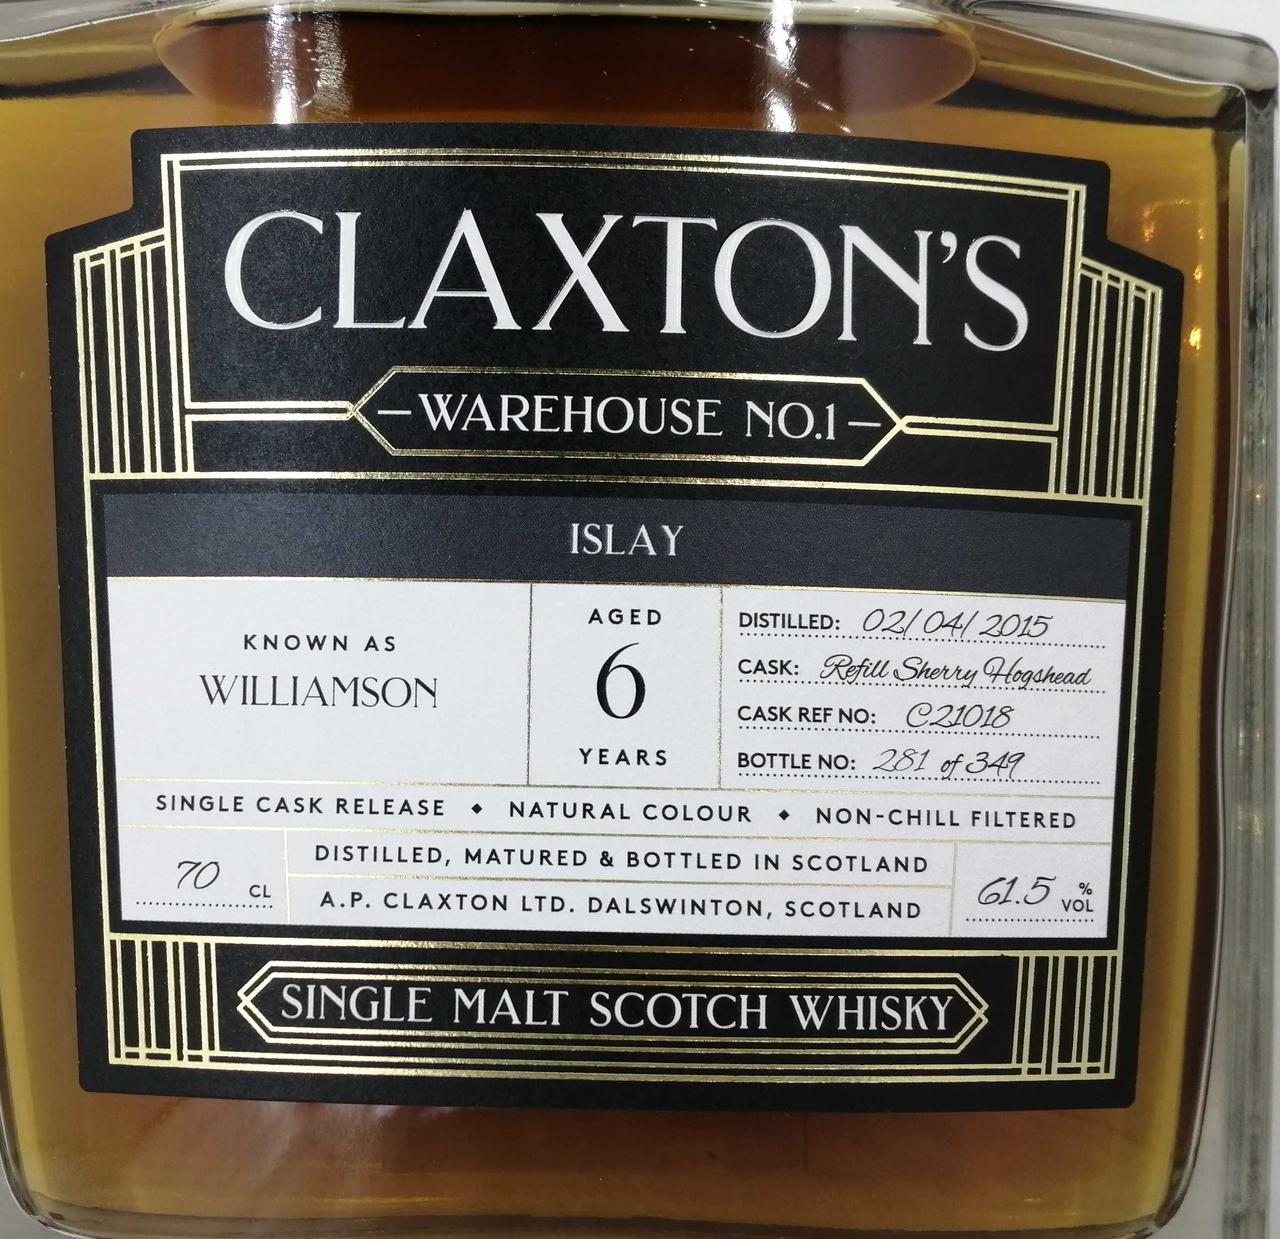 CLAXTON'S
– WAREHOUSE NO.1 –
ISLAY
KNOWN AS
WILLIAMSON
AGED
6
YEARS
DISTILLED: 02/04/2015
CASK: Refill Sherry Hogshead
CASK REF NO: C21018
BOTTLE NO: 281 of 349
SINGLE CASK RELEASE ◆ NATURAL COLOUR ◆ NON-CHILL FILTERED
70 CL
DISTILLED, MATURED & BOTTLED IN SCOTLAND
A.P. CLAXTON LTD. DALSWINTON, SCOTLAND
61.5 % VOL
SINGLE MALT SCOTCH WHISKY